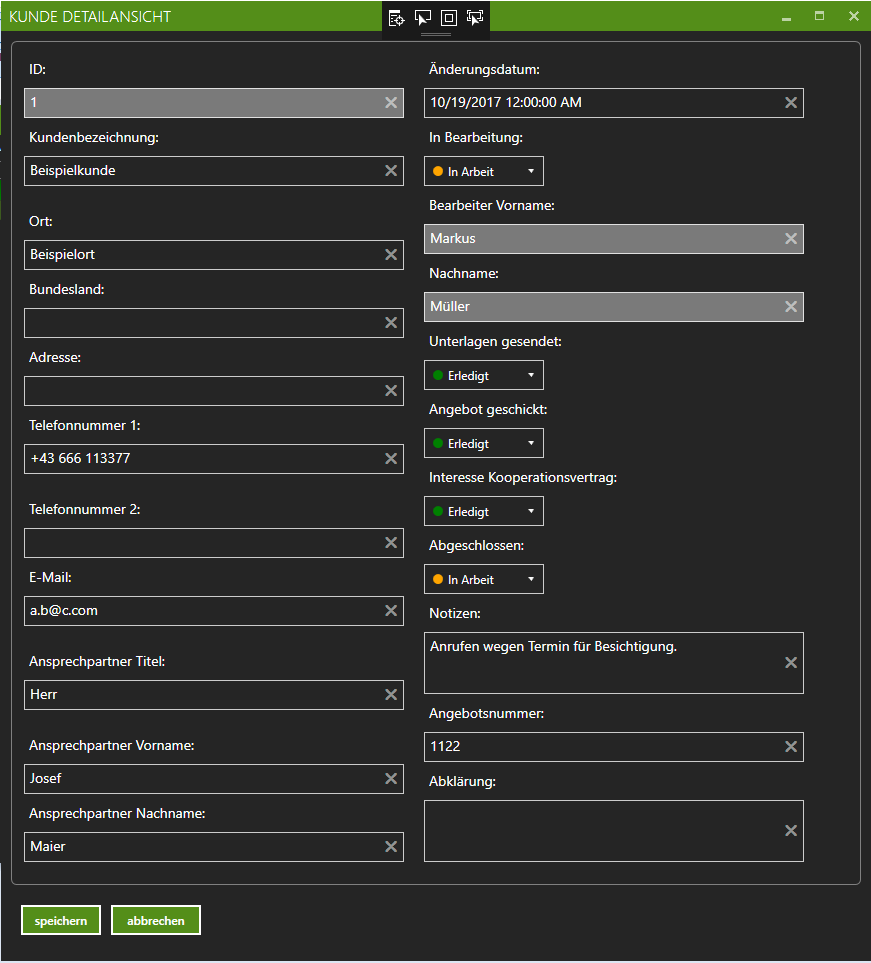 KUNDE DETAILANSICHT
ID:
1
Kundenbezeichnung:
Beispielkunde
Ort:
Beispielort
Bundesland:
Adresse:
Telefonnummer 1:
+43 666 113377
Telefonnummer 2:
E-Mail:
a.b@c.com
Ansprechpartner Titel:
Herr
Ansprechpartner Vorname:
Josef
Ansprechpartner Nachname:
Maier
Änderungsdatum:
10/19/2017 12:00:00 AM
In Bearbeitung:
In Arbeit
Bearbeiter Vorname:
Markus
Nachname:
Müller
Unterlagen gesendet:
Erledigt
Angebot geschickt:
Erledigt
Interesse Kooperationsvertrag:
Erledigt
Abgeschlossen:
In Arbeit
Notizen:
Anrufen wegen Termin für Besichtigung.
Angebotsnummer:
1122
Abklärung:
speichern
abbrechen